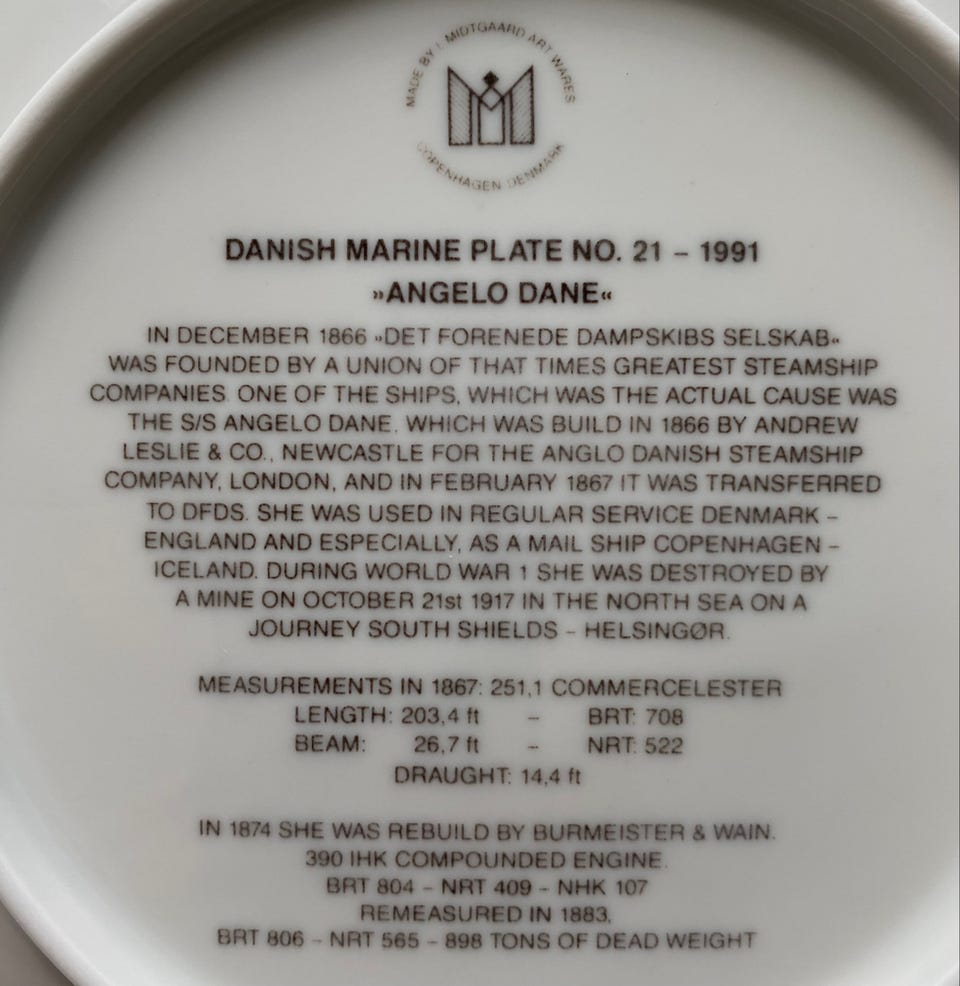 MADE BY I. MIDTGAARD ART WARES
COPENHAGEN DENMARK
DANISH MARINE PLATE NO. 21 – 1991
»ANGELO DANE«
IN DECEMBER 1866 »DET FORENEDE DAMPSKIBS SELSKAB«
WAS FOUNDED BY A UNION OF THAT TIMES GREATEST STEAMSHIP
COMPANIES. ONE OF THE SHIPS, WHICH WAS THE ACTUAL CAUSE WAS
THE S/S ANGELO DANE. WHICH WAS BUILD IN 1866 BY ANDREW
LESLIE & CO., NEWCASTLE FOR THE ANGLO DANISH STEAMSHIP
COMPANY, LONDON, AND IN FEBRUARY 1867 IT WAS TRANSFERRED
TO DFDS. SHE WAS USED IN REGULAR SERVICE DENMARK –
ENGLAND AND ESPECIALLY, AS A MAIL SHIP COPENHAGEN –
ICELAND. DURING WORLD WAR 1 SHE WAS DESTROYED BY
A MINE ON OCTOBER 21st 1917 IN THE NORTH SEA ON A
JOURNEY SOUTH SHIELDS – HELSINGØR.
MEASUREMENTS IN 1867: 251,1 COMMERCELESTER
LENGTH: 203,4 ft – BRT: 708
BEAM: 26,7 ft – NRT: 522
DRAUGHT: 14,4 ft
IN 1874 SHE WAS REBUILD BY BURMEISTER & WAIN.
390 IHK COMPOUNDED ENGINE.
BRT 804 – NRT 409 – NHK 107
REMEASURED IN 1883,
BRT 806 – NRT 565 – 898 TONS OF DEAD WEIGHT